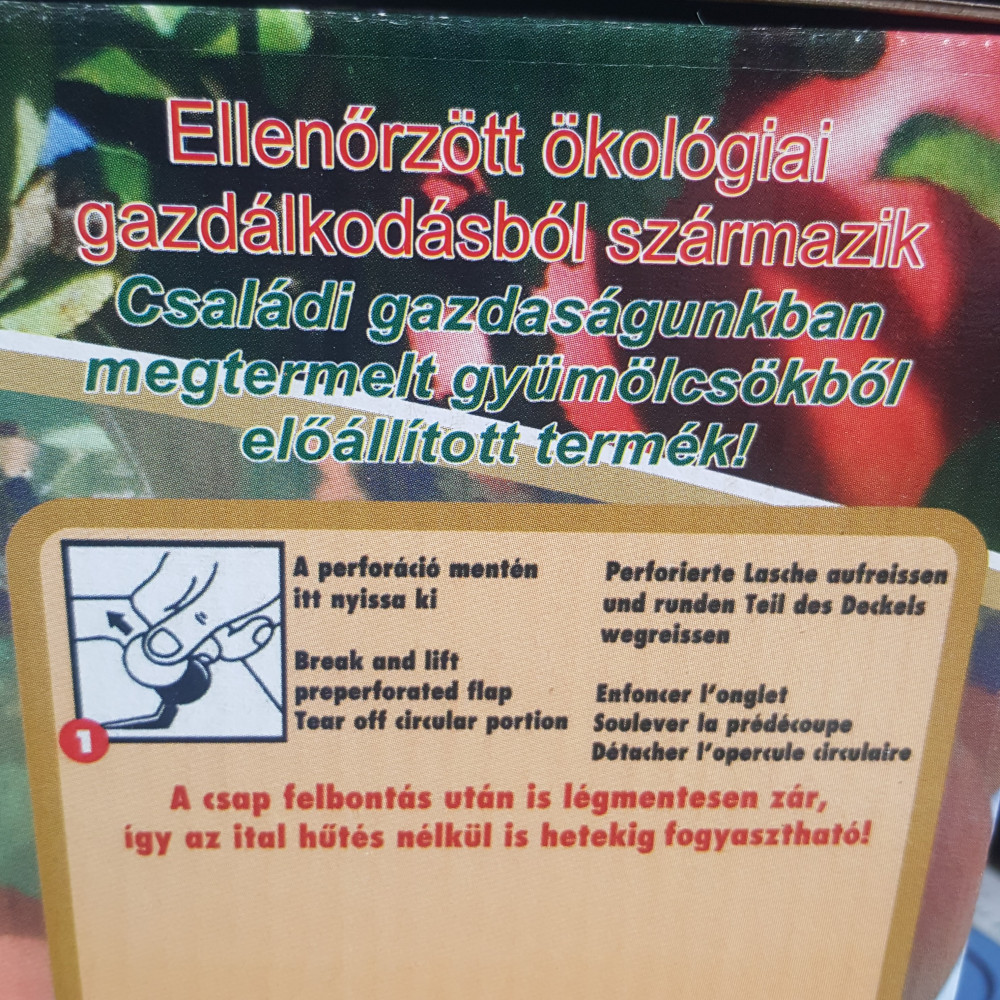 Ellenőrzött ökológiai
gazdálkodásból származik
Családi gazdaságunkban
megtermelt gyümölcsökből
előállított termék!
A perforáció mentén
itt nyissa ki
Break and lift
preperforated flap
Tear off circular portion
Perforierte Lasche aufreissen
und runden Teil des Deckels
wegreissen
Enfoncer l'onglet
Soulever la prédécoupe
Détacher l'opercule circulaire
1
A csap felbontás után is légmentesen zár,
így az ital hűtés nélkül is hetekig fogyasztható!